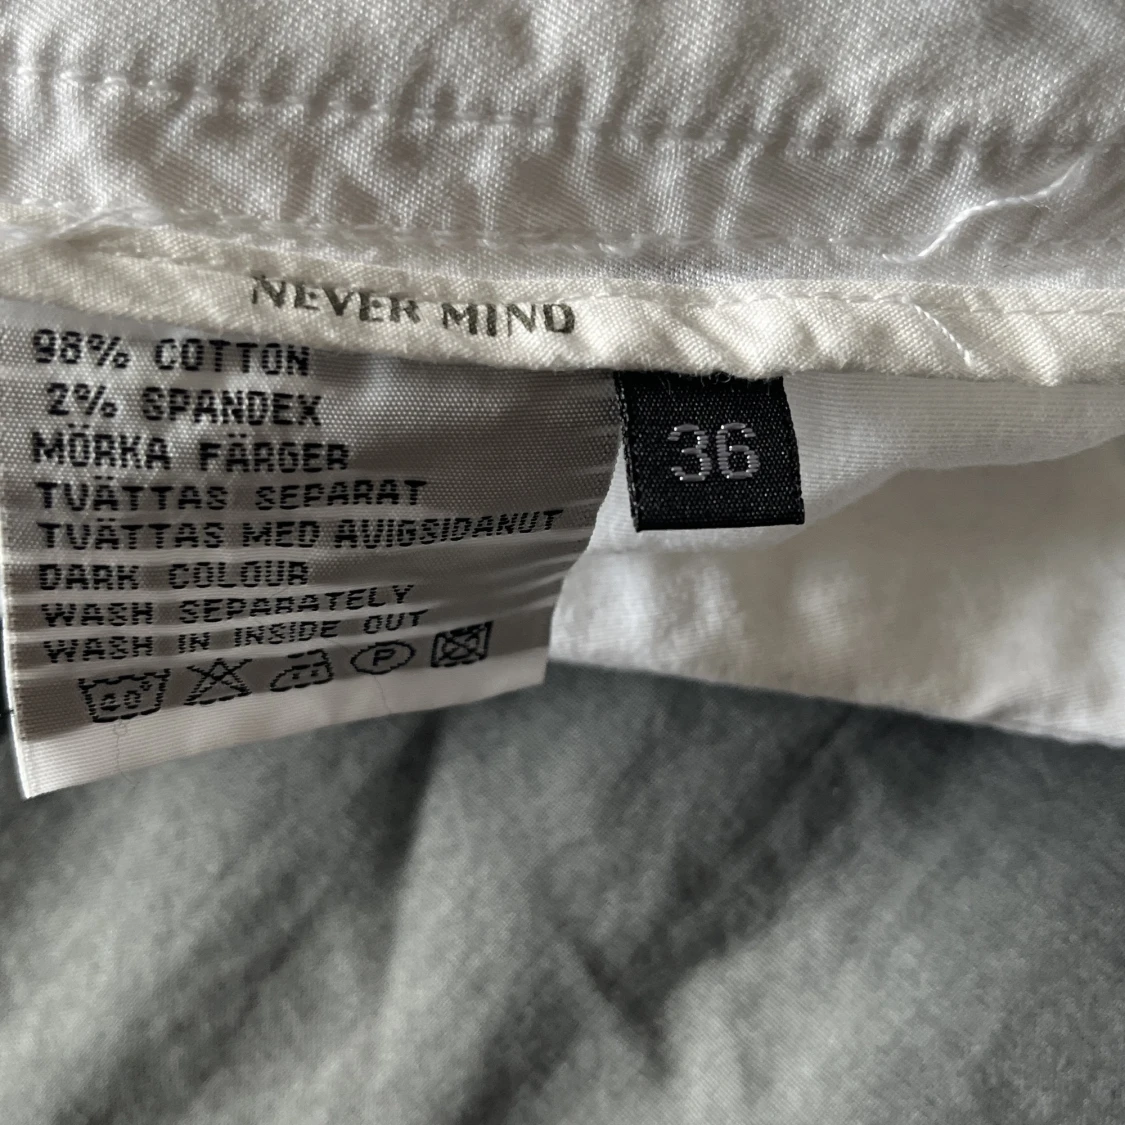 NEVER MIND
98% COTTON
2% SPANDEX
MÖRKA FÄRGER
TVÄTTAS SEPARAT
TVÄTTAS MED AVIGSIDANUT
DARK COLOUR
WASH SEPARATELY
WASH IN INSIDE OUT
P
36